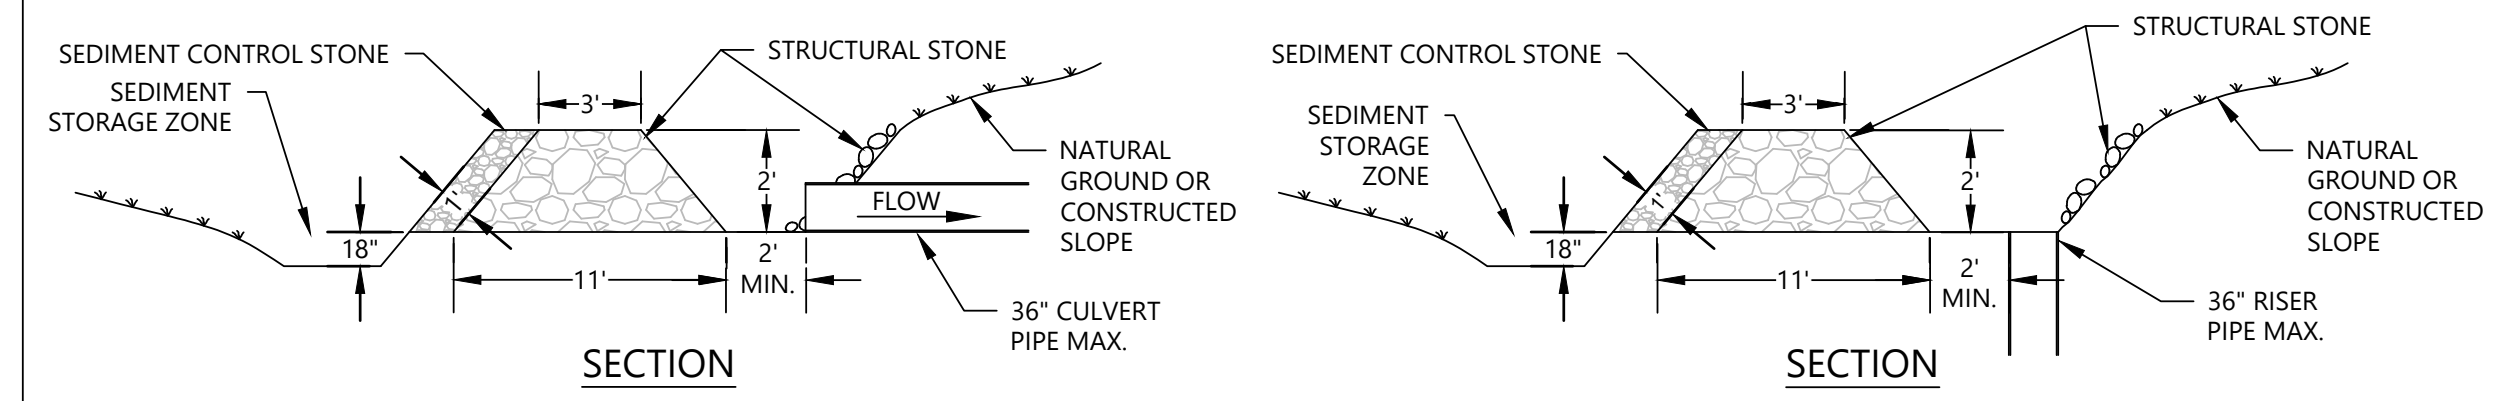 SEDIMENT CONTROL STONE
SEDIMENT
STORAGE ZONE
STRUCTURAL STONE
3'
2'
1'
NATURAL
GROUND OR
CONSTRUCTED
SLOPE
FLOW
18"
11'
2'
MIN.
36" CULVERT
PIPE MAX.
SECTION
SEDIMENT CONTROL STONE
SEDIMENT
STORAGE
ZONE
STRUCTURAL STONE
3'
2'
1'
NATURAL
GROUND OR
CONSTRUCTED
SLOPE
18"
11'
2'
MIN.
36" RISER
PIPE MAX.
SECTION